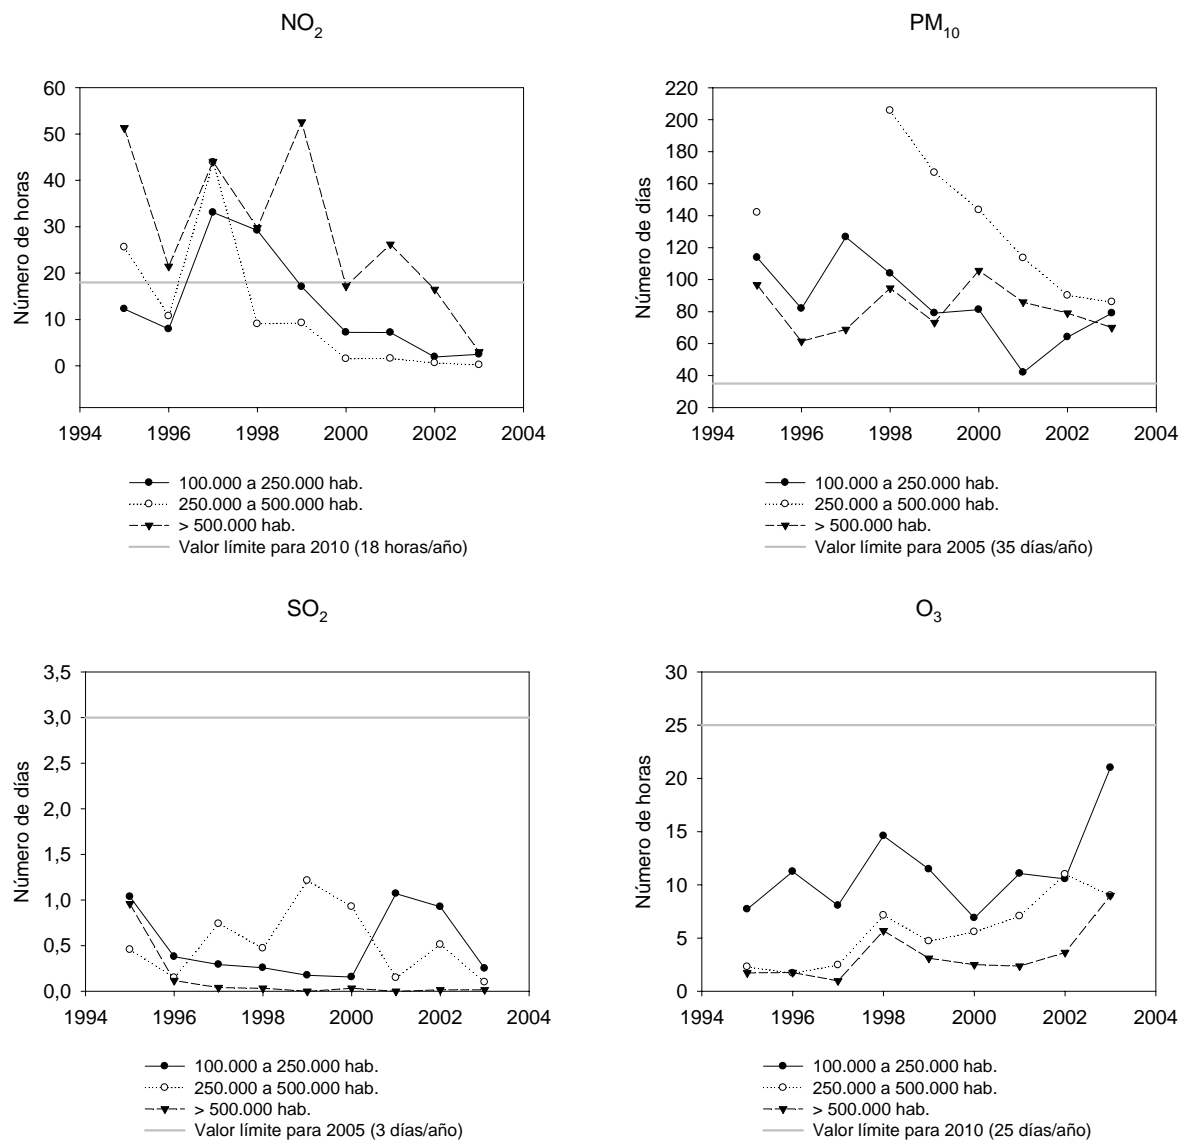 NO2
Número de horas
60
50
40
30
20
10
0
1994 1996 1998 2000 2002 2004
100.000 a 250.000 hab.
250.000 a 500.000 hab.
> 500.000 hab.
Valor límite para 2010 (18 horas/año)
PM10
Número de días
220
200
180
160
140
120
100
80
60
40
20
1994 1996 1998 2000 2002 2004
100.000 a 250.000 hab.
250.000 a 500.000 hab.
> 500.000 hab.
Valor límite para 2005 (35 días/año)
SO2
Número de días
3,5
3,0
2,5
2,0
1,5
1,0
0,5
0,0
1994 1996 1998 2000 2002 2004
100.000 a 250.000 hab.
250.000 a 500.000 hab.
> 500.000 hab.
Valor límite para 2005 (3 días/año)
O3
Número de horas
30
25
20
15
10
5
0
1994 1996 1998 2000 2002 2004
100.000 a 250.000 hab.
250.000 a 500.000 hab.
> 500.000 hab.
Valor límite para 2010 (25 días/año)